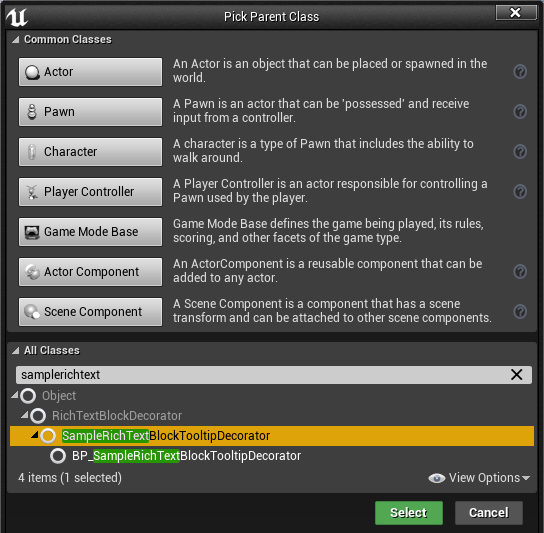 Pick Parent Class
Common Classes
Actor
An Actor is an object that can be placed or spawned in the
world.
Pawn
A Pawn is an actor that can be 'possessed' and receive
input from a controller.
Character
A character is a type of Pawn that includes the ability to
walk around.
Player Controller
A Player Controller is an actor responsible for controlling a
Pawn used by the player.
Game Mode Base
Game Mode Base defines the game being played, its rules,
scoring, and other facets of the game type.
Actor Component
An ActorComponent is a reusable component that can be
added to any actor.
Scene Component
A Scene Component is a component that has a scene
transform and can be attached to other scene components.
All Classes
samplerichtext
Object
RichTextBlockDecorator
SampleRichTextBlockTooltipDecorator
BP_SampleRichTextBlockTooltipDecorator
4 items (1 selected)
View Options
Select
Cancel